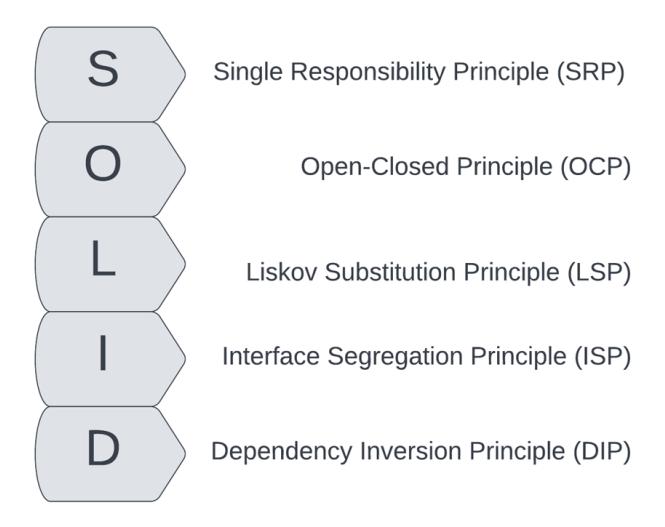 S
Single Responsibility Principle (SRP)
O
Open-Closed Principle (OCP)
L
Liskov Substitution Principle (LSP)
I
Interface Segregation Principle (ISP)
D
Dependency Inversion Principle (DIP)